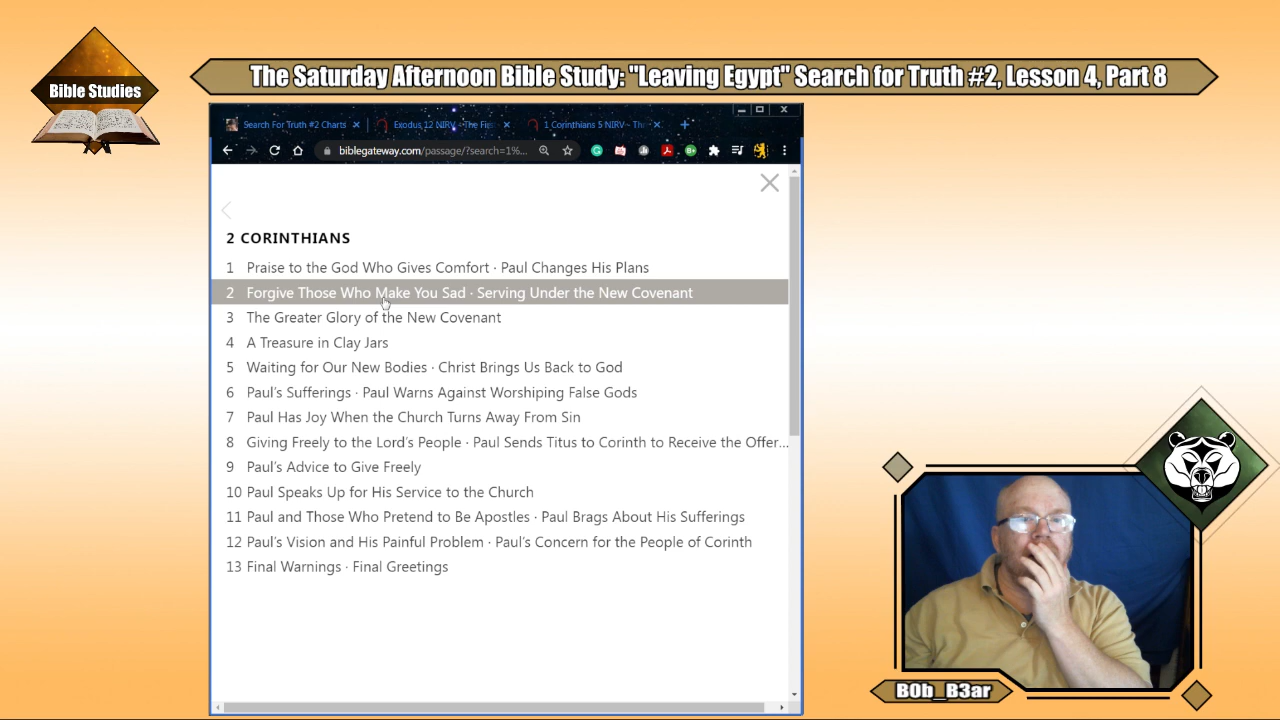 Bible Studies
The Saturday Afternoon Bible Study: "Leaving Egypt" Search for Truth #2, Lesson 4, Part 8
Search For Truth #2 Charts
Exodus 12 NIRV - The Fi
1 Corinthians 5 NIRV - Th
biblegateway.com/passage/?search=1%...
2 CORINTHIANS
1 Praise to the God Who Gives Comfort · Paul Changes His Plans
2 Forgive Those Who Make You Sad · Serving Under the New Covenant
3 The Greater Glory of the New Covenant
4 A Treasure in Clay Jars
5 Waiting for Our New Bodies · Christ Brings Us Back to God
6 Paul’s Sufferings · Paul Warns Against Worshiping False Gods
7 Paul Has Joy When the Church Turns Away From Sin
8 Giving Freely to the Lord’s People · Paul Sends Titus to Corinth to Receive the Offer...
9 Paul’s Advice to Give Freely
10 Paul Speaks Up for His Service to the Church
11 Paul and Those Who Pretend to Be Apostles · Paul Brags About His Sufferings
12 Paul’s Vision and His Painful Problem · Paul’s Concern for the People of Corinth
13 Final Warnings · Final Greetings
B0b_B3ar